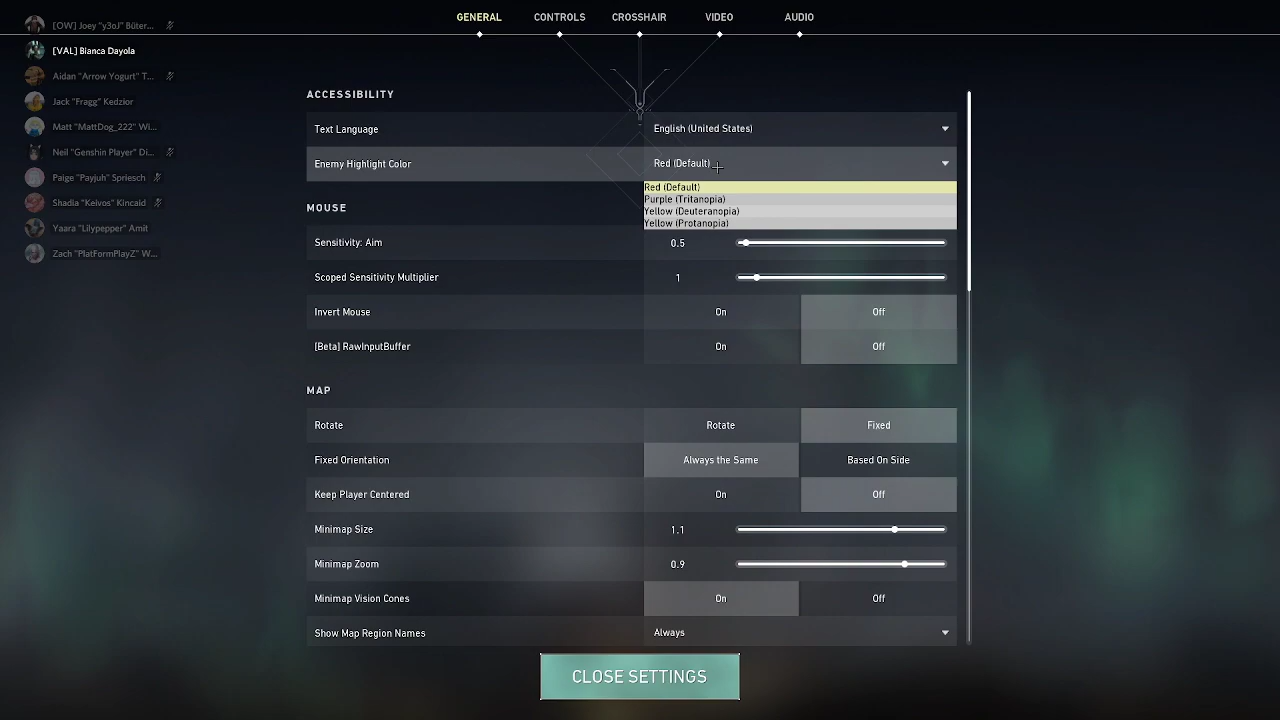 GENERAL CONTROLS CROSSHAIR VIDEO AUDIO
[OW] Joey "y3oJ" Büter...
[VAL] Bianca Dayola
Aidan "Arrow Yogurt" T...
Jack "Fragg" Kedzior
Matt "MattDog_222" Wi...
Neil "Genshin Player" Di...
Paige "Payjuh" Spriesch
Shadia "Keivos" Kincaid
Yaara "Lilypepper" Amit
Zach "PlatFormPlayZ" W...
ACCESSIBILITY
Text Language English (United States)
Enemy Highlight Color Red (Default)
Red (Default)
Purple (Tritanopia)
Yellow (Deuteranopia)
Yellow (Protanopia)
MOUSE
Sensitivity: Aim 0.5
Scoped Sensitivity Multiplier 1
Invert Mouse On Off
[Beta] RawInputBuffer On Off
MAP
Rotate Rotate Fixed
Fixed Orientation Always the Same Based On Side
Keep Player Centered On Off
Minimap Size 1.1
Minimap Zoom 0.9
Minimap Vision Cones On Off
Show Map Region Names Always
CLOSE SETTINGS